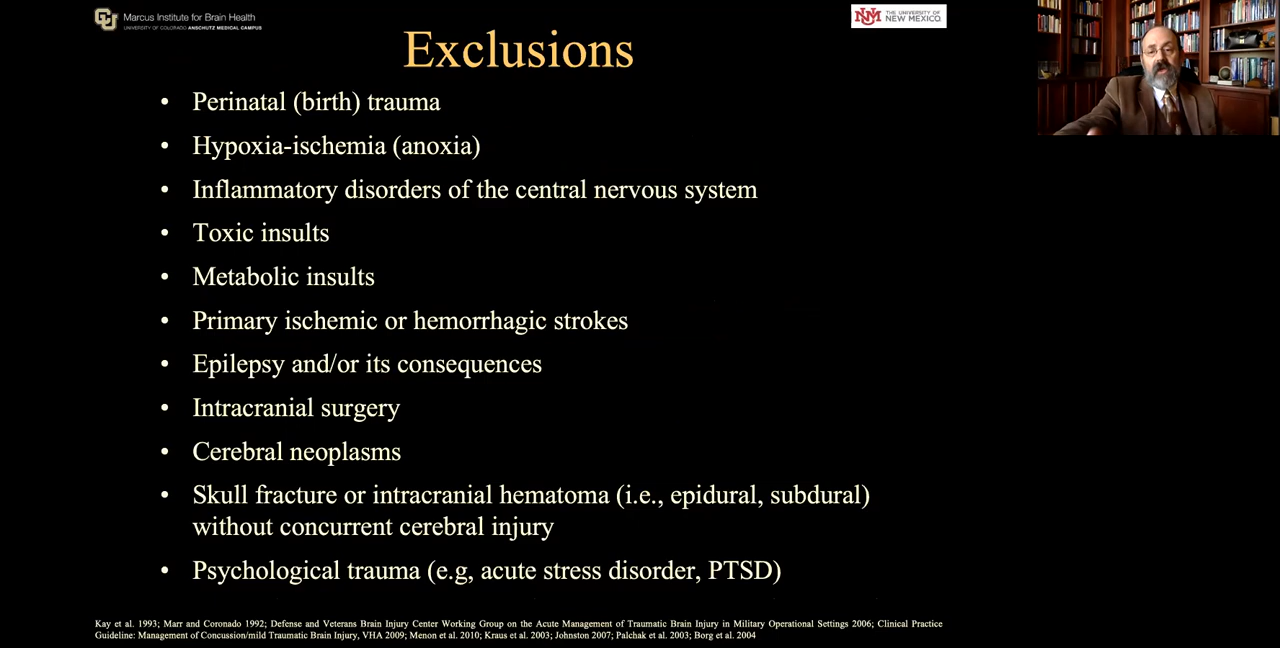 Marcus Institute for Brain Health
UNIVERSITY OF COLORADO ANSCHUTZ MEDICAL CAMPUS
NM THE UNIVERSITY OF
NEW MEXICO.
Exclusions
• Perinatal (birth) trauma
• Hypoxia-ischemia (anoxia)
• Inflammatory disorders of the central nervous system
• Toxic insults
• Metabolic insults
• Primary ischemic or hemorrhagic strokes
• Epilepsy and/or its consequences
• Intracranial surgery
• Cerebral neoplasms
• Skull fracture or intracranial hematoma (i.e., epidural, subdural)
without concurrent cerebral injury
• Psychological trauma (e.g, acute stress disorder, PTSD)
Kay et al. 1993; Marr and Coronado 1992; Defense and Veterans Brain Injury Center Working Group on the Acute Management of Traumatic Brain Injury in Military Operational Settings 2006; Clinical Practice
Guideline: Management of Concussion/mild Traumatic Brain Injury, VHA 2009; Menon et al. 2010; Kraus et al. 2003; Johnston 2007; Palchak et al. 2003; Borg et al. 2004